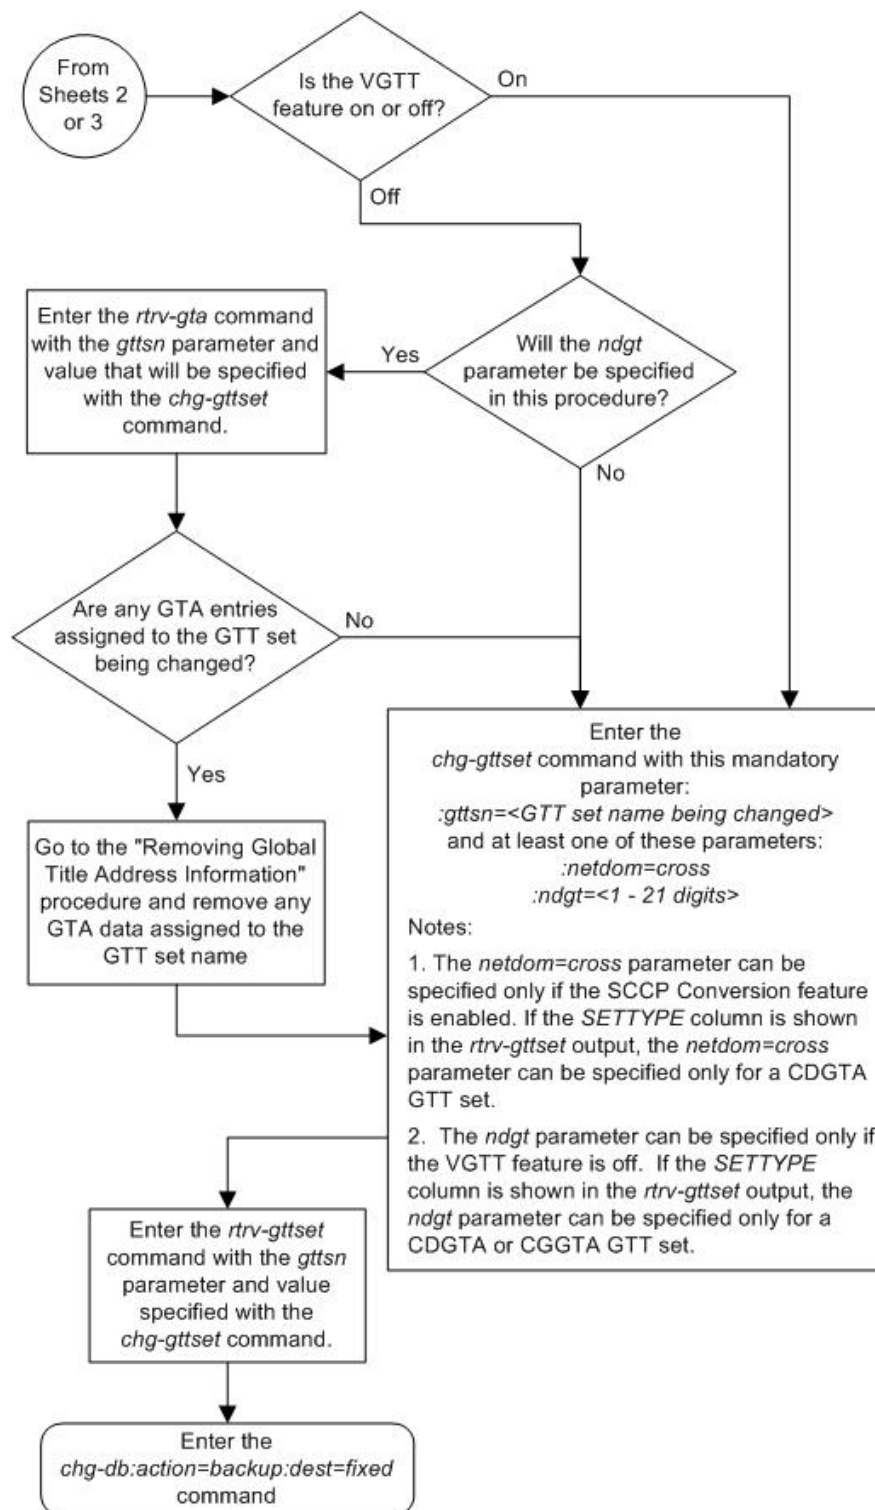 From
Sheets 2
or 3
Is the VGTT
feature on or off?
On
Off
Enter the rtrv-gta command
with the gttsn parameter and
value that will be specified
with the chg-gttset
command.
Yes
Will the ndgt
parameter be specified
in this procedure?
No
Are any GTA entries
assigned to the GTT set
being changed?
No
Yes
Go to the "Removing Global
Title Address Information"
procedure and remove any
GTA data assigned to the
GTT set name
Enter the
chg-gttset command with this mandatory
parameter:
:gttsn=<GTT set name being changed>
and at least one of these parameters:
:netdom=cross
:ndgt=<1 - 21 digits>
Notes:
1. The netdom=cross parameter can be
specified only if the SCCP Conversion feature
is enabled. If the SETTYPE column is shown
in the rtrv-gttset output, the netdom=cross
parameter can be specified only for a CDGTA
GTT set.
2. The ndgt parameter can be specified only if
the VGTT feature is off. If the SETTYPE
column is shown in the rtrv-gttset output, the
ndgt parameter can be specified only for a
CDGTA or CGGTA GTT set.
Enter the rtrv-gttset
command with the gttsn
parameter and value
specified with the
chg-gttset command.
Enter the
chg-db:action=backup:dest=fixed
command